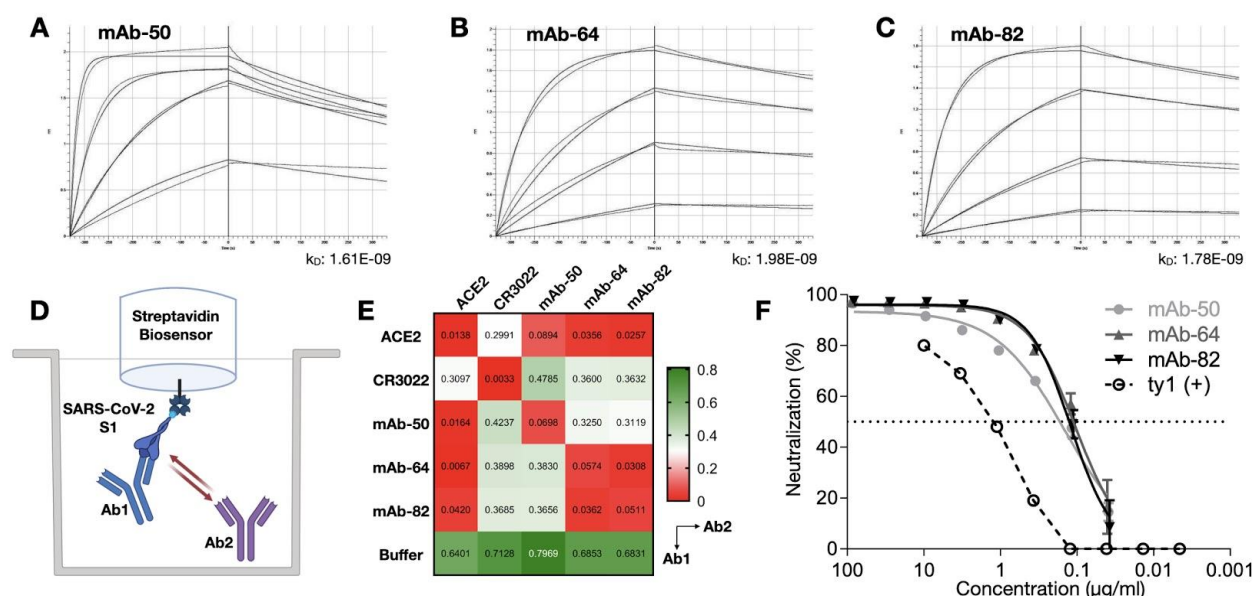 A
mAb-50
kD: 1.61E-09
B
mAb-64
kD: 1.98E-09
C
mAb-82
kD: 1.78E-09
D
Streptavidin
Biosensor
SARS-CoV-2
S1
Ab1
Ab2
E
ACE2 CR3022 mAb-50 mAb-64 mAb-82
ACE2 0.0138 0.2991 0.0894 0.0356 0.0257
CR3022 0.3097 0.0033 0.4785 0.3600 0.3632
mAb-50 0.0164 0.4237 0.0698 0.3250 0.3119
mAb-64 0.0067 0.3898 0.3830 0.0574 0.0308
mAb-82 0.0420 0.3685 0.3656 0.0362 0.0511
Buffer 0.6401 0.7128 0.7969 0.6853 0.6831
0.8
0.6
0.4
0.2
0
Ab2
Ab1
F
Neutralization (%)
100
80
60
40
20
0
mAb-50
mAb-64
mAb-82
ty1 (+)
100 10 1 0.1 0.01 0.001
Concentration (µg/ml)